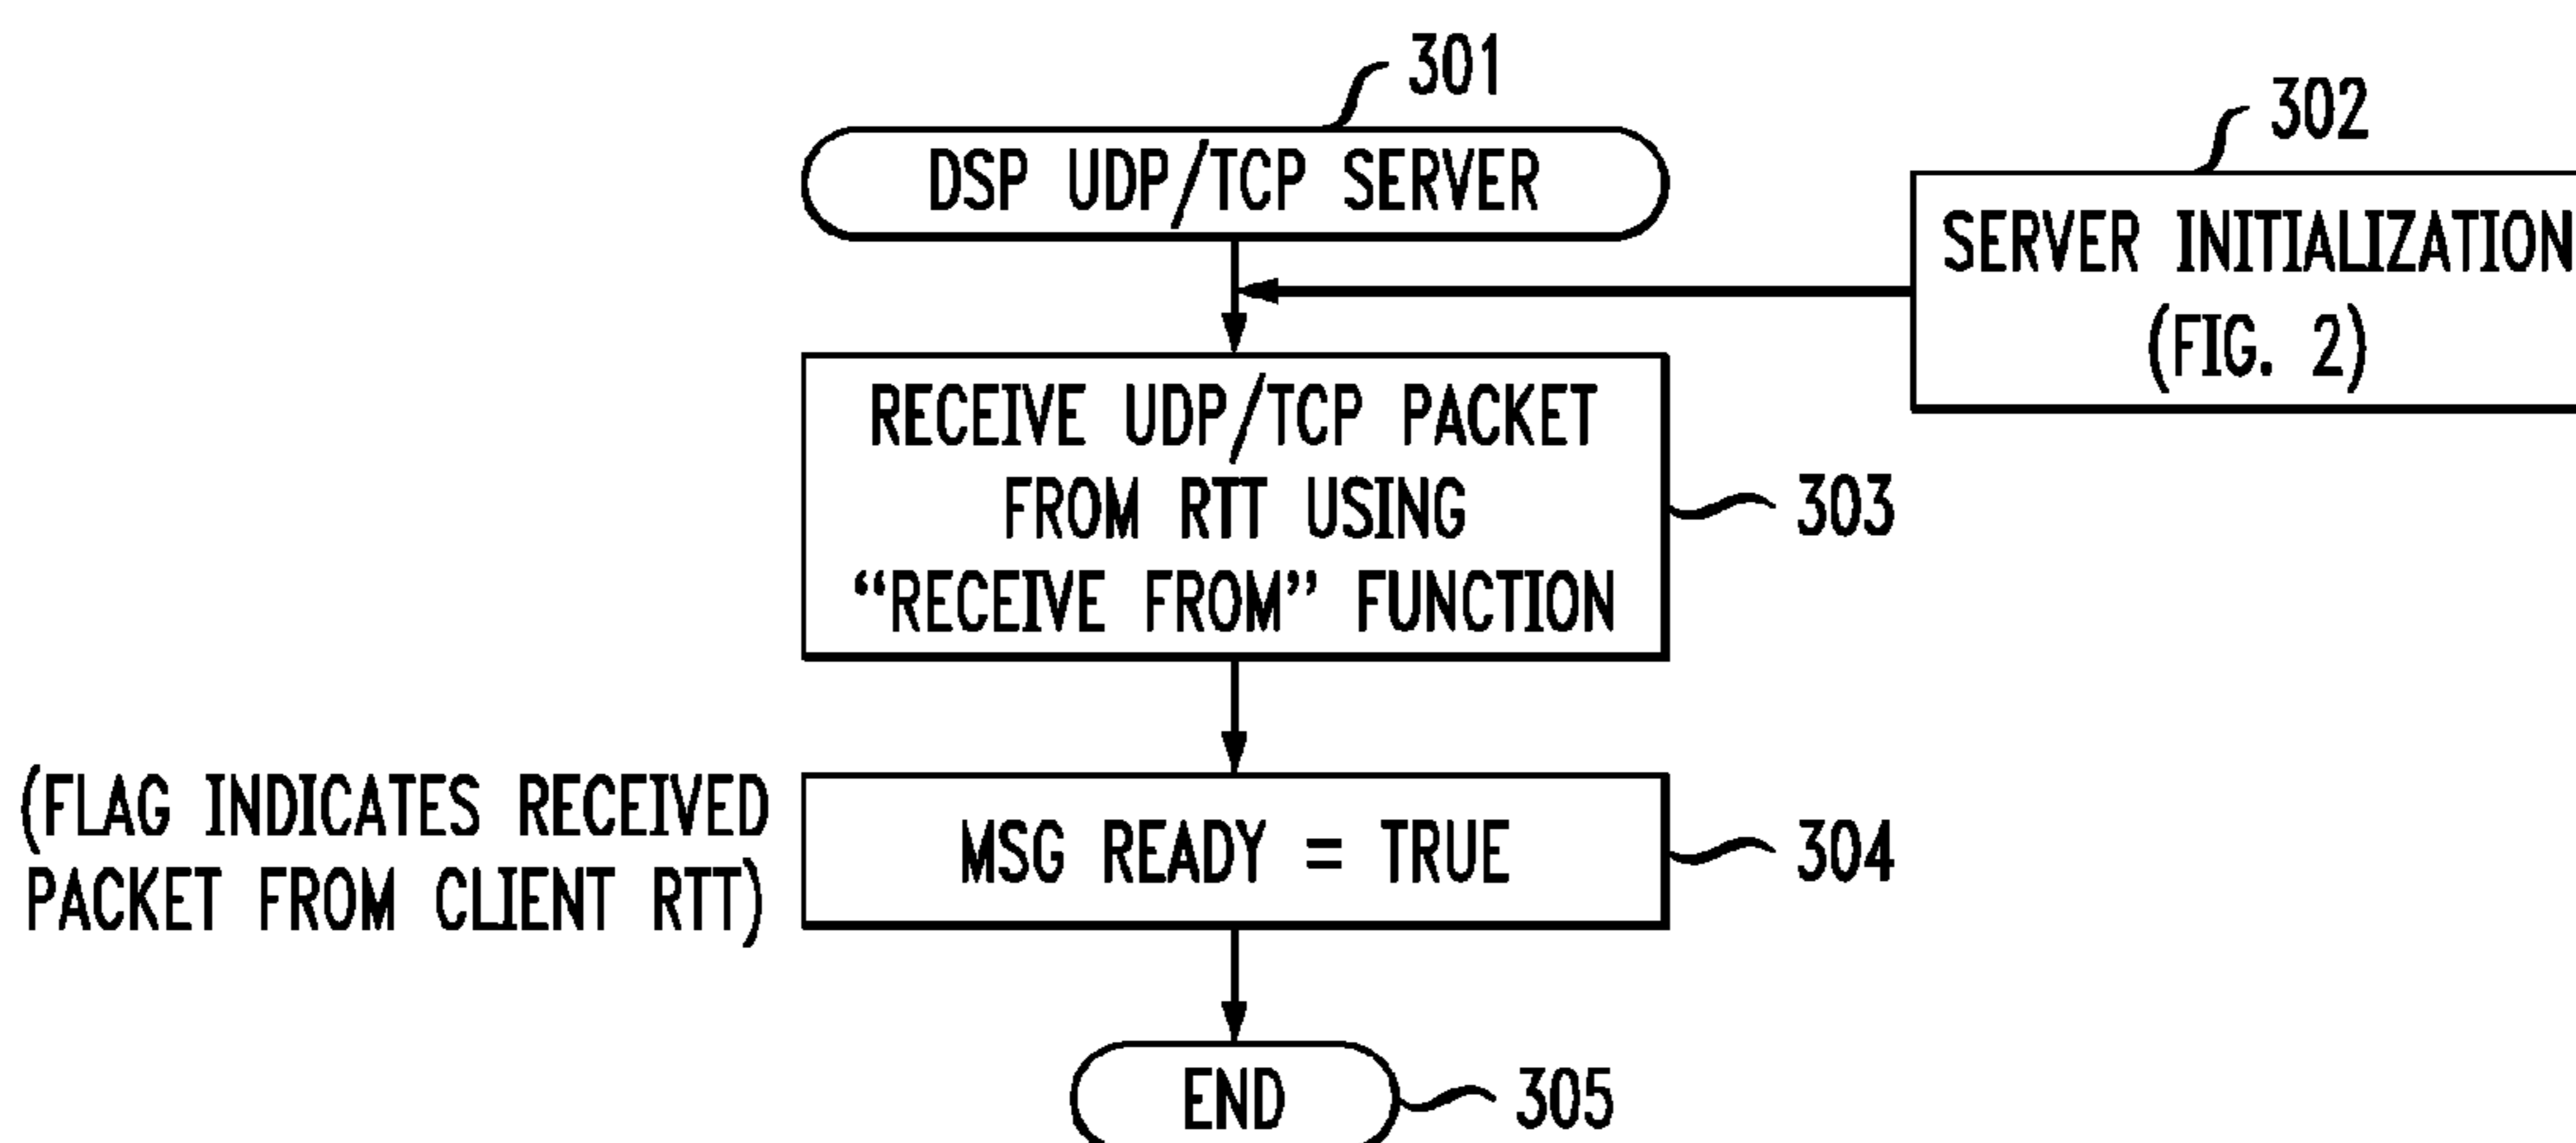 301
DSP UDP/TCP SERVER
302
SERVER INITIALIZATION
(FIG. 2)
RECEIVE UDP/TCP PACKET
FROM RTT USING
“RECEIVE FROM” FUNCTION
303
(FLAG INDICATES RECEIVED
PACKET FROM CLIENT RTT)
MSG READY = TRUE
304
END
305